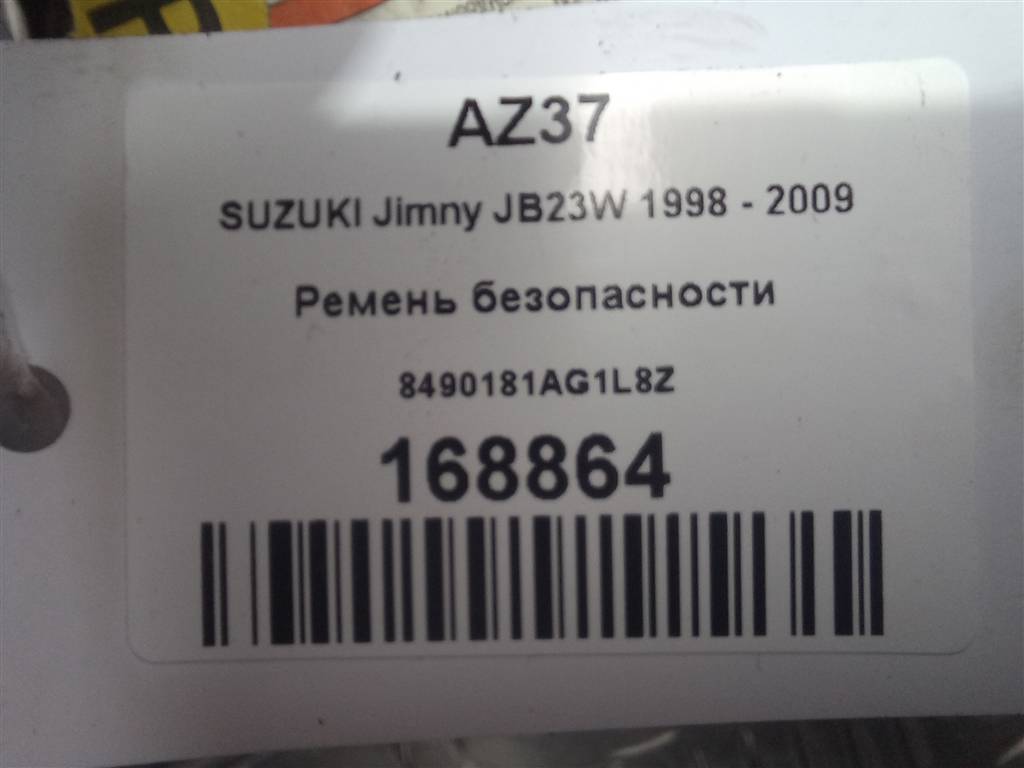 AZ37
SUZUKI Jimny JB23W 1998 - 2009
Ремень безопасности
8490181AG1L8Z
168864